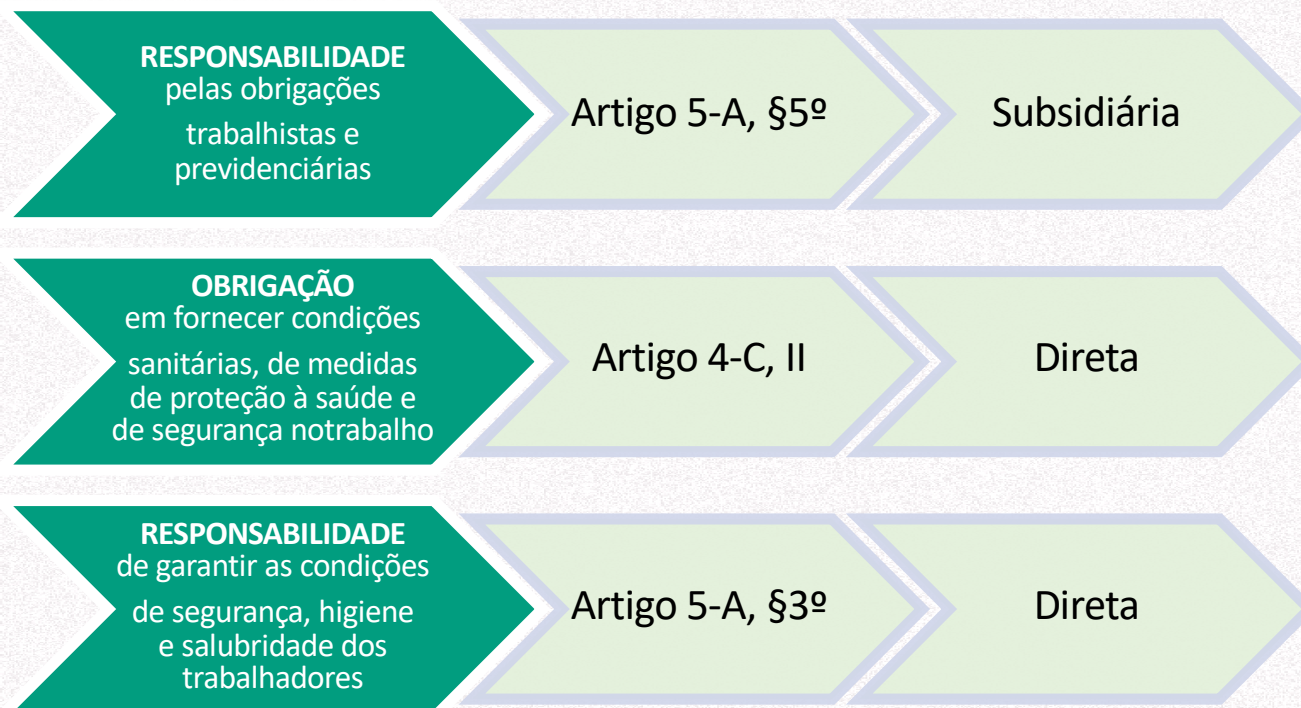 RESPONSABILIDADE
pelas obrigações
trabalhistas e
previdenciárias
Artigo 5-A, §5º
Subsidiária
OBRIGAÇÃO
em fornecer condições
sanitárias, de medidas
de proteção à saúde e
de segurança notrabalho
Artigo 4-C, II
Direta
RESPONSABILIDADE
de garantir as condições
de segurança, higiene
e salubridade dos
trabalhadores
Artigo 5-A, §3º
Direta